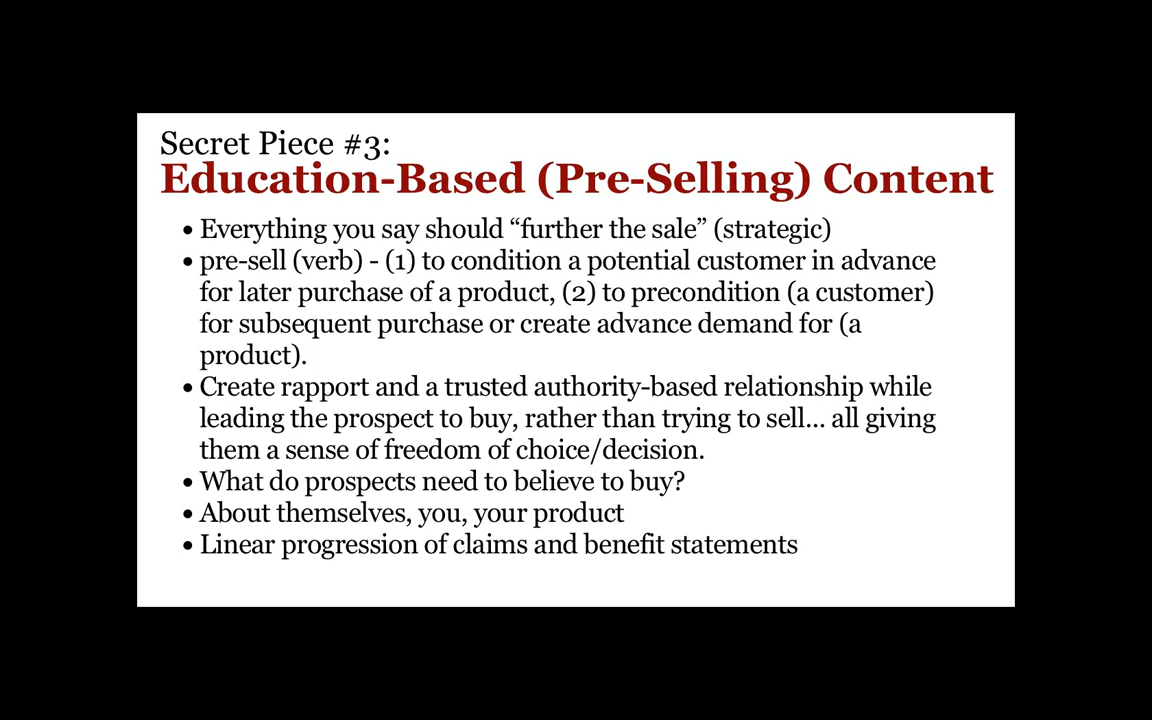 Secret Piece #3:
Education-Based (Pre-Selling) Content
• Everything you say should “further the sale” (strategic)
• pre-sell (verb) - (1) to condition a potential customer in advance
for later purchase of a product, (2) to precondition (a customer)
for subsequent purchase or create advance demand for (a
product).
• Create rapport and a trusted authority-based relationship while
leading the prospect to buy, rather than trying to sell... all giving
them a sense of freedom of choice/decision.
• What do prospects need to believe to buy?
• About themselves, you, your product
• Linear progression of claims and benefit statements